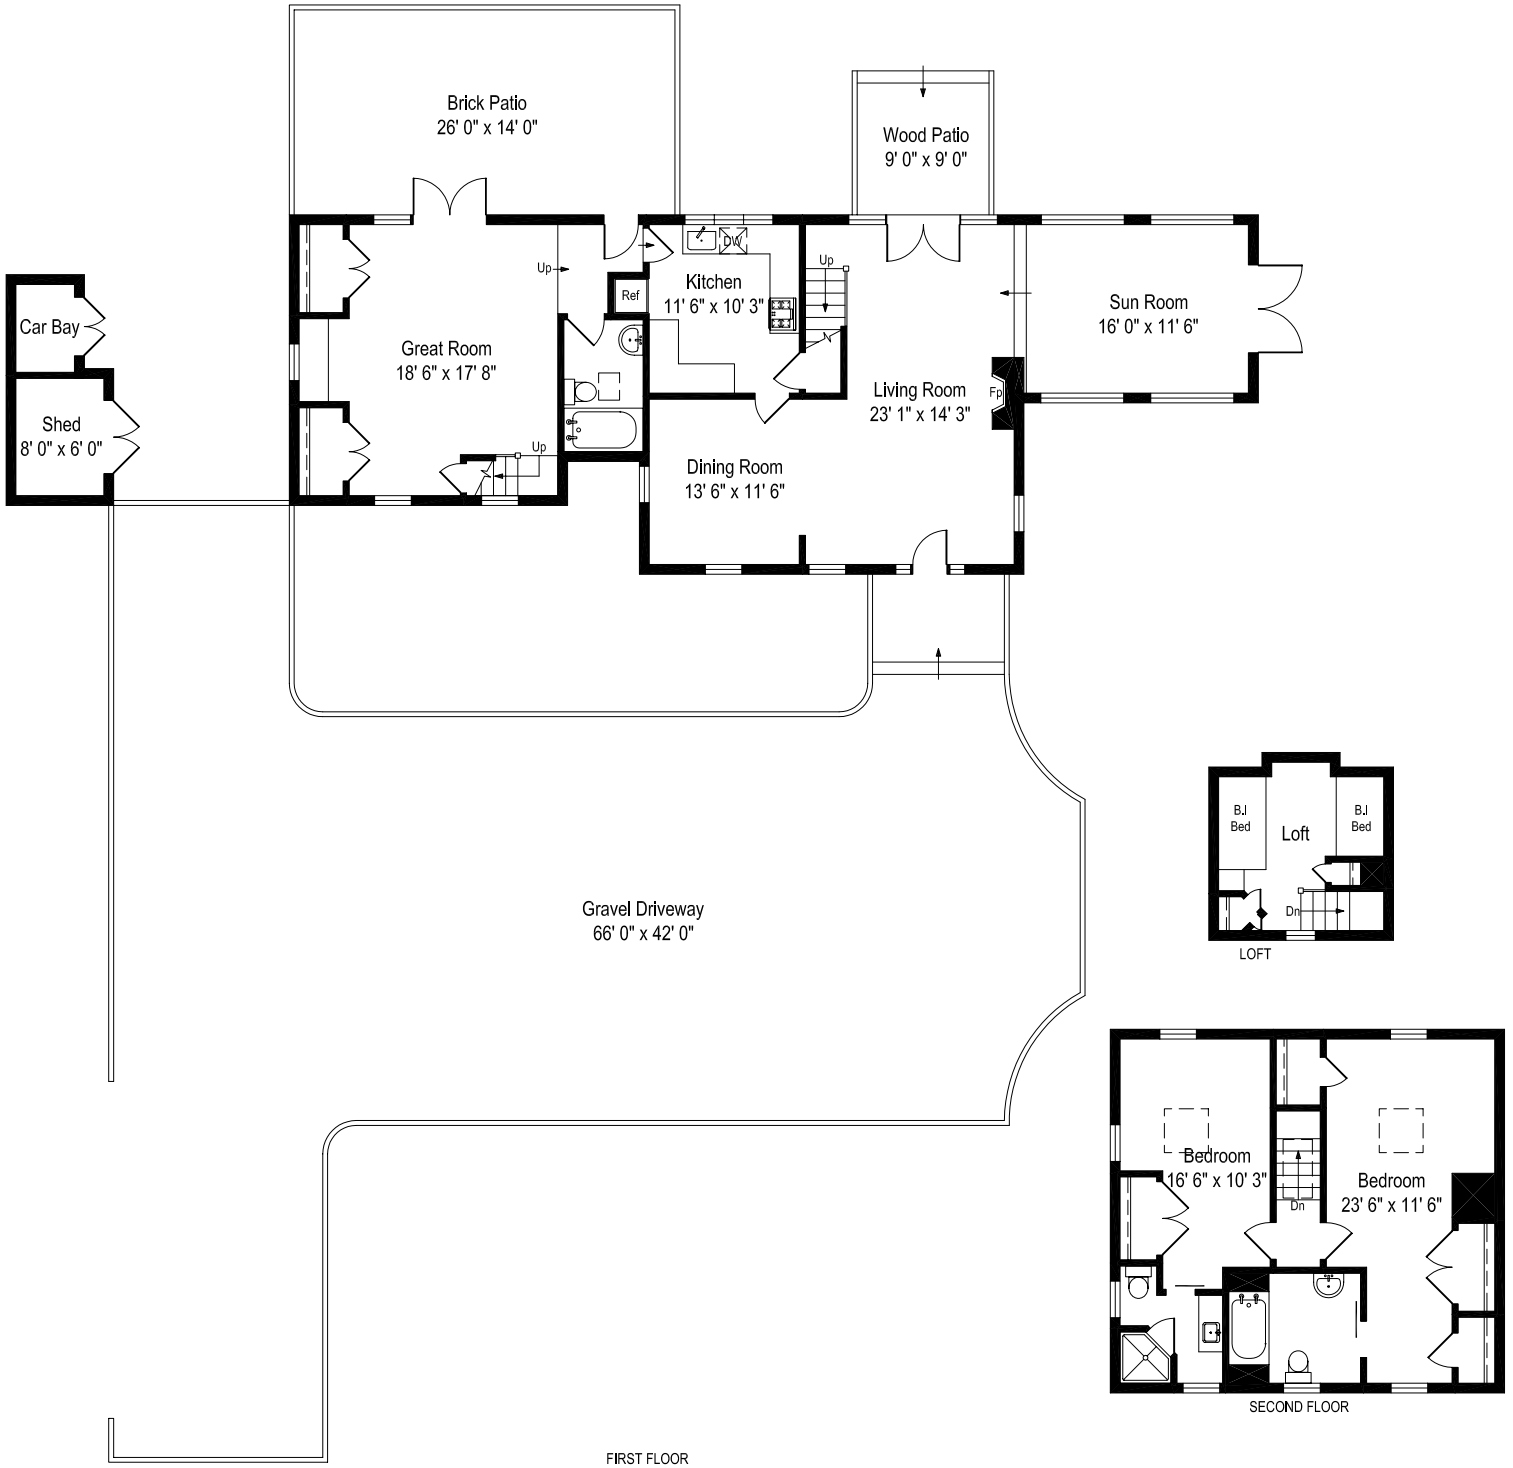 Brick Patio
26' 0" x 14' 0"
Wood Patio
9' 0" x 9' 0"
Up
DW
Kitchen
11' 6" x 10' 3"
Ref
Up
Sun Room
16' 0" x 11' 6"
Car Bay
Great Room
18' 6" x 17' 8"
Living Room
23' 1" x 14' 3"
Fp
Shed
8' 0" x 6' 0"
Up
Dining Room
13' 6" x 11' 6"
Gravel Driveway
66' 0" x 42' 0"
B.I
Bed
Loft
B.I
Bed
Dn
LOFT
Bedroom
16' 6" x 10' 3"
Dn
Bedroom
23' 6" x 11' 6"
SECOND FLOOR
FIRST FLOOR